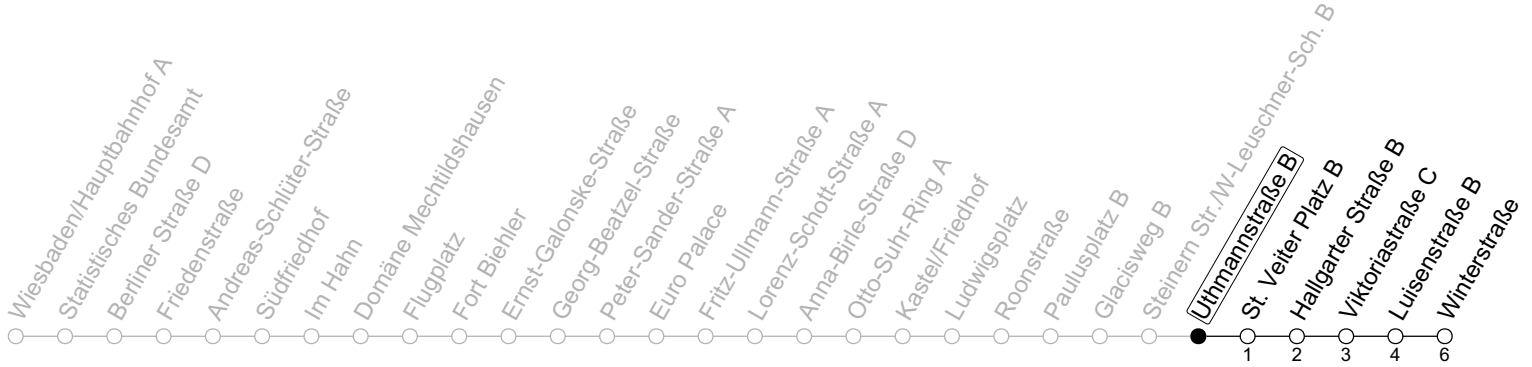 Wiesbaden/Hauptbahnhof A
Statistisches Bundesamt
Berliner Straße D
Friedenstraße
Andreas-Schlüter-Straße
Südfriedhof
Im Hahn
Domäne Mechtildshausen
Flugplatz
Fort Biehler
Ernst-Galonske-Straße
Georg-Beatzel-Straße
Peter-Sander-Straße A
Euro Palace
Fritz-Ullmann-Straße A
Lorenz-Schott-Straße A
Anna-Birle-Straße D
Otto-Suhr-Ring A
Kastel/Friedhof
Ludwigsplatz
Roonstraße
Paulusplatz B
Glacisweg B
Steinern Str./W-Leuschner-Sch. B
Uthmannstraße B
St. Veiter Platz B
Hallgarter Straße B
Viktoriastraße C
Luisenstraße B
Winterstraße
1 2 3 4 6